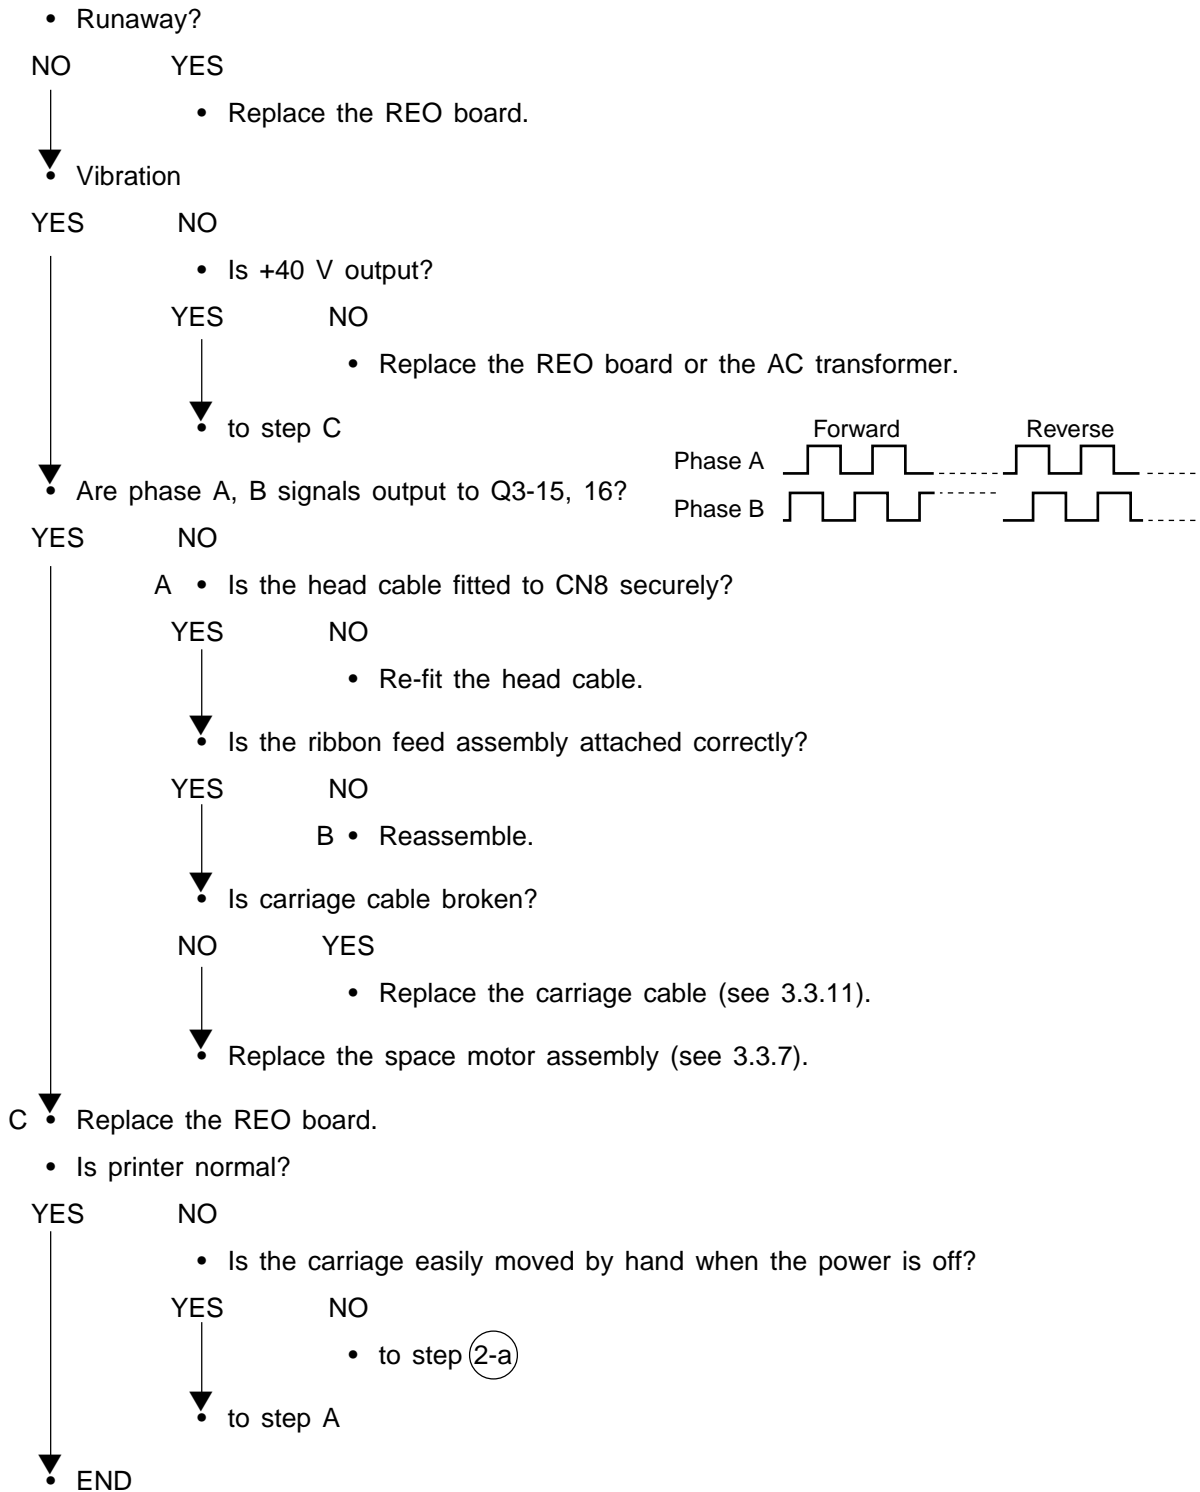 • Runaway?
NO YES
• Replace the REO board.
• Vibration
YES NO
• Is +40 V output?
YES NO
• Replace the REO board or the AC transformer.
• to step C
Forward Reverse
Phase A
• Are phase A, B signals output to Q3-15, 16?
Phase B
YES NO
A • Is the head cable fitted to CN8 securely?
YES NO
• Re-fit the head cable.
• Is the ribbon feed assembly attached correctly?
YES NO
B • Reassemble.
• Is carriage cable broken?
NO YES
• Replace the carriage cable (see 3.3.11).
• Replace the space motor assembly (see 3.3.7).
C • Replace the REO board.
• Is printer normal?
YES NO
• Is the carriage easily moved by hand when the power is off?
YES NO
• to step 2-a
• to step A
• END